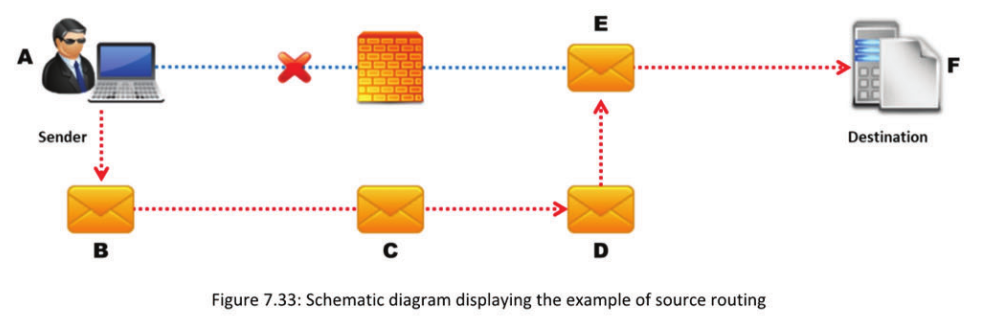 E
A
F
Sender
Destination
B
C
D
Figure 7.33: Schematic diagram displaying the example of source routing